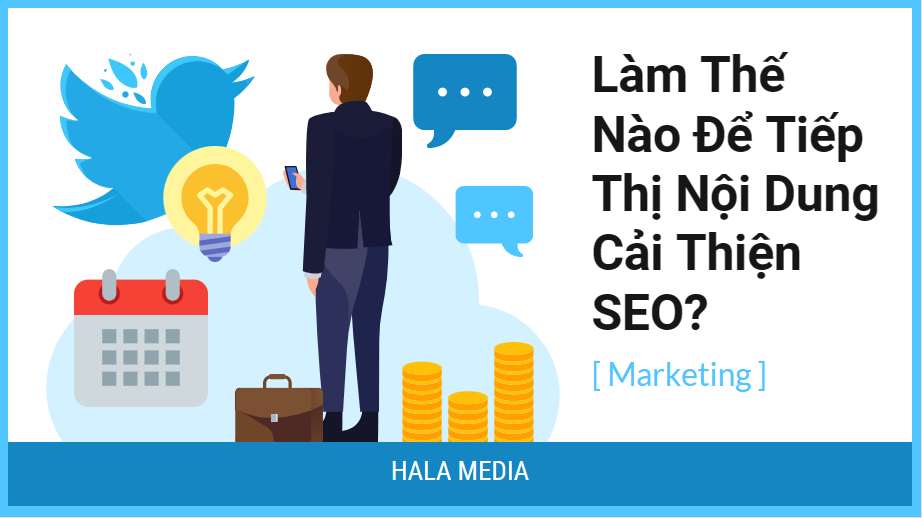 Làm Thế
Nào Để Tiếp
Thị Nội Dung
Cải Thiện
SEO?
[ Marketing ]
HALA MEDIA